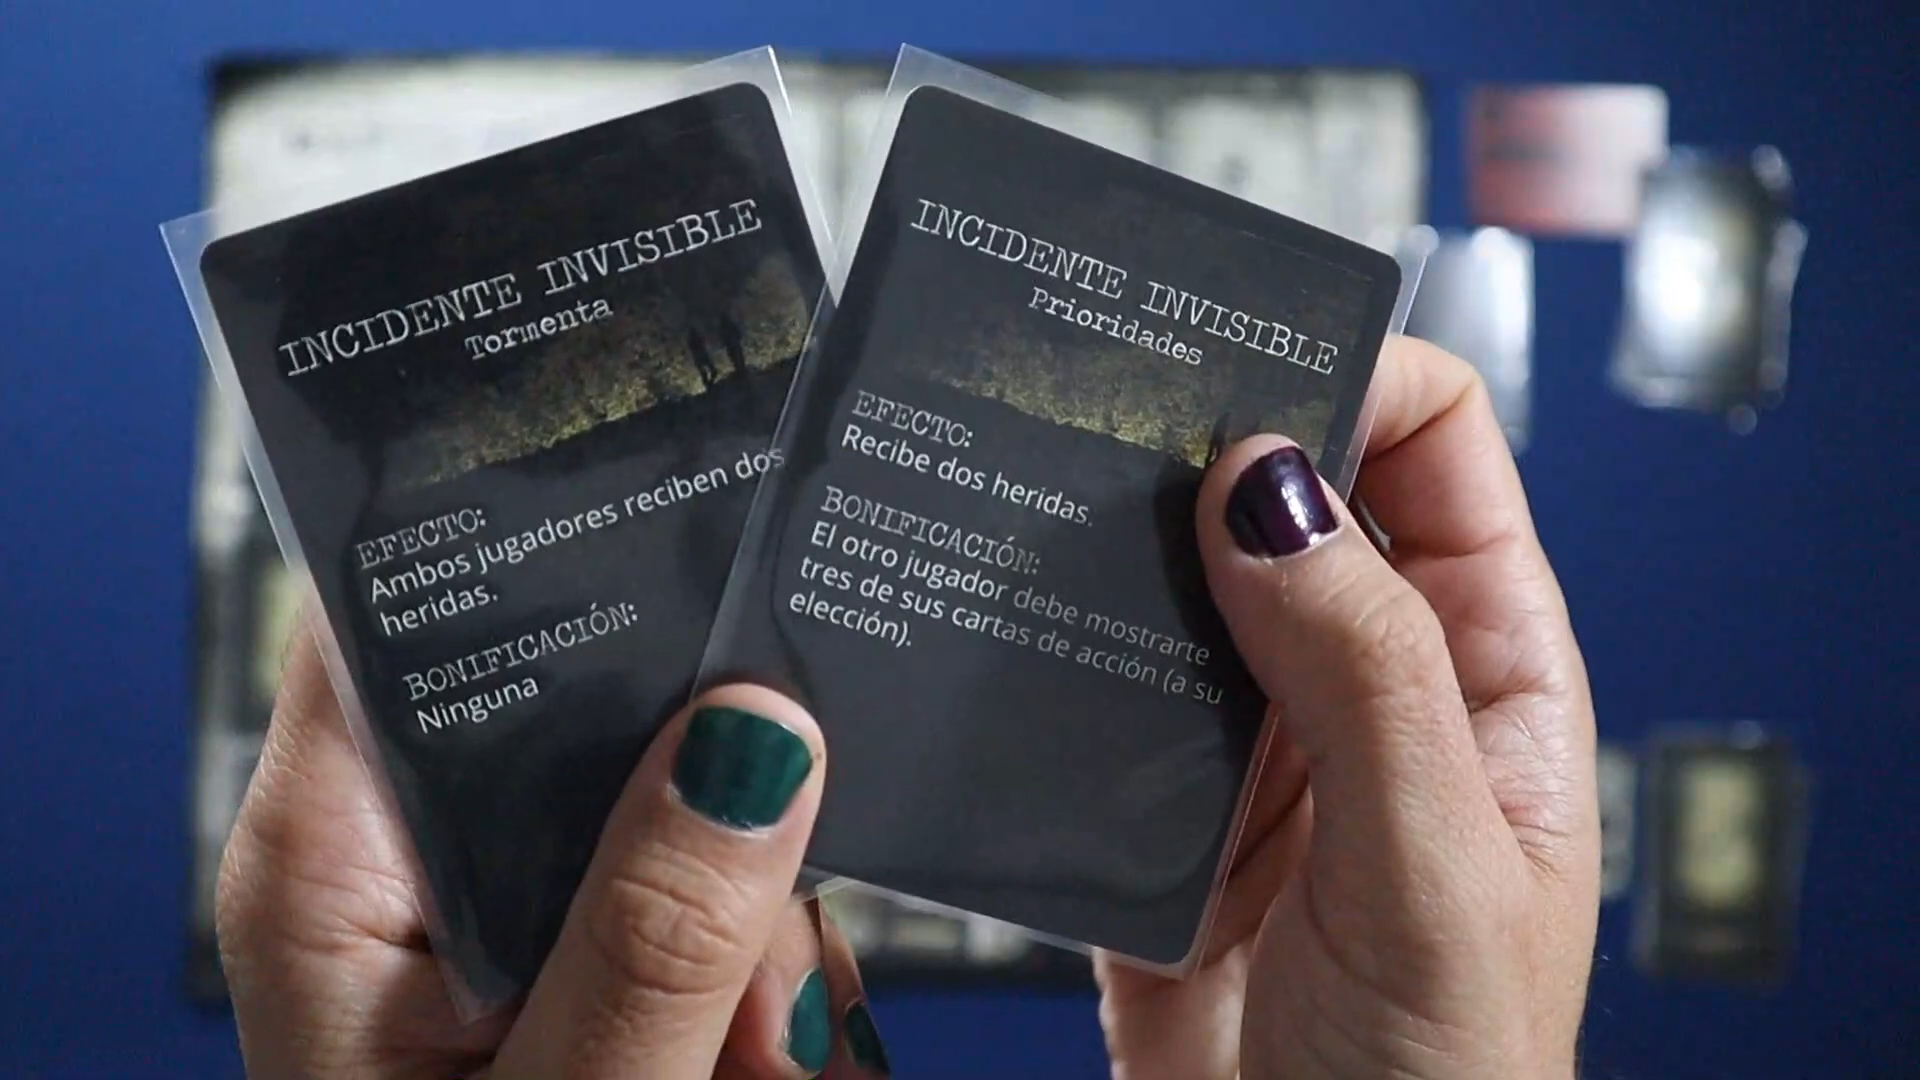 INCIDENTE INVISIBLE
Tormenta
EFECTO:
Ambos jugadores reciben dos
heridas.
BONIFICACIÓN:
Ninguna
INCIDENTE INVISIBLE
Prioridades
EFECTO:
Recibe dos heridas.
BONIFICACIÓN:
El otro jugador debe mostrarte
tres de sus cartas de acción (a su
elección).